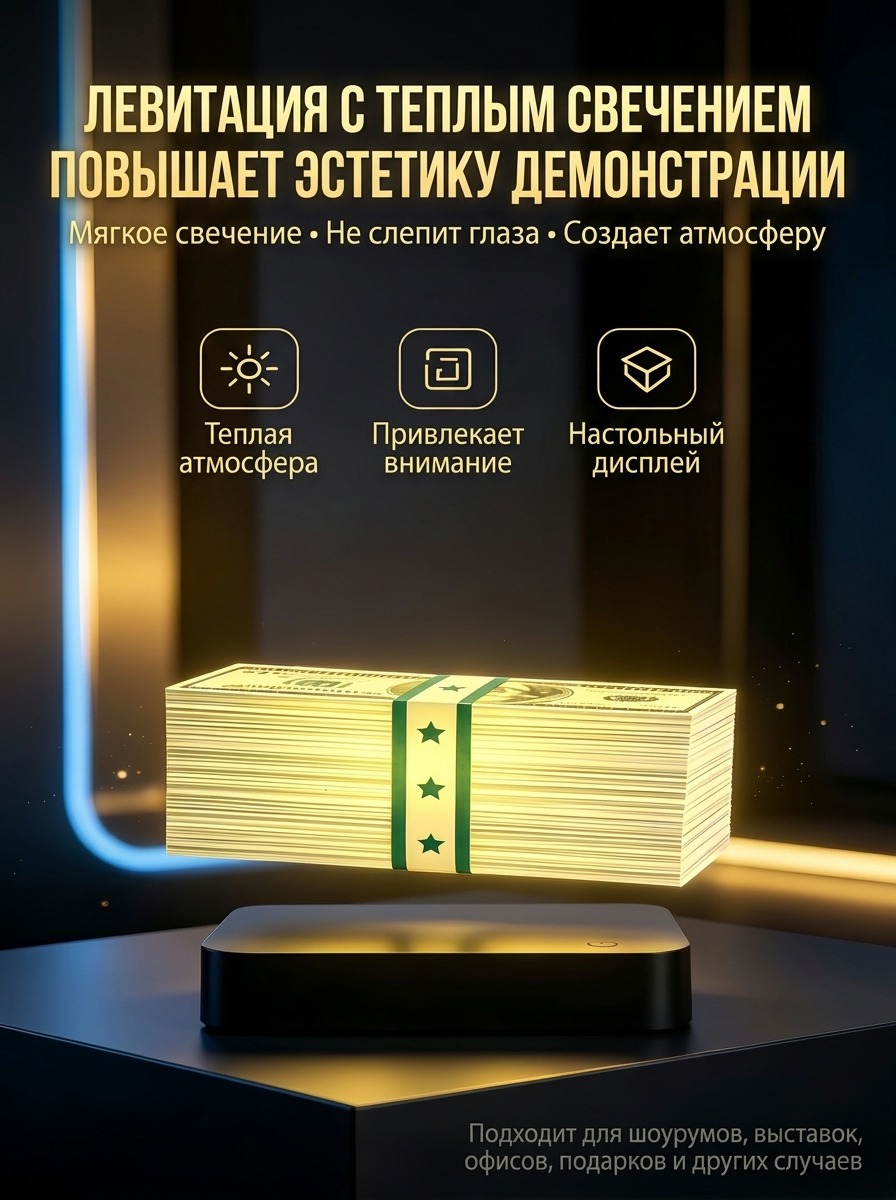 ЛЕВИТАЦИЯ С ТЕПЛЫМ СВЕЧЕНИЕМ
ПОВЫШАЕТ ЭСТЕТИКУ ДЕМОНСТРАЦИИ
Мягкое свечение • Не слепит глаза • Создает атмосферу
Теплая
атмосфера
Привлекает
внимание
Настольный
дисплей
Подходит для шоурумов, выставок,
офисов, подарков и других случаев